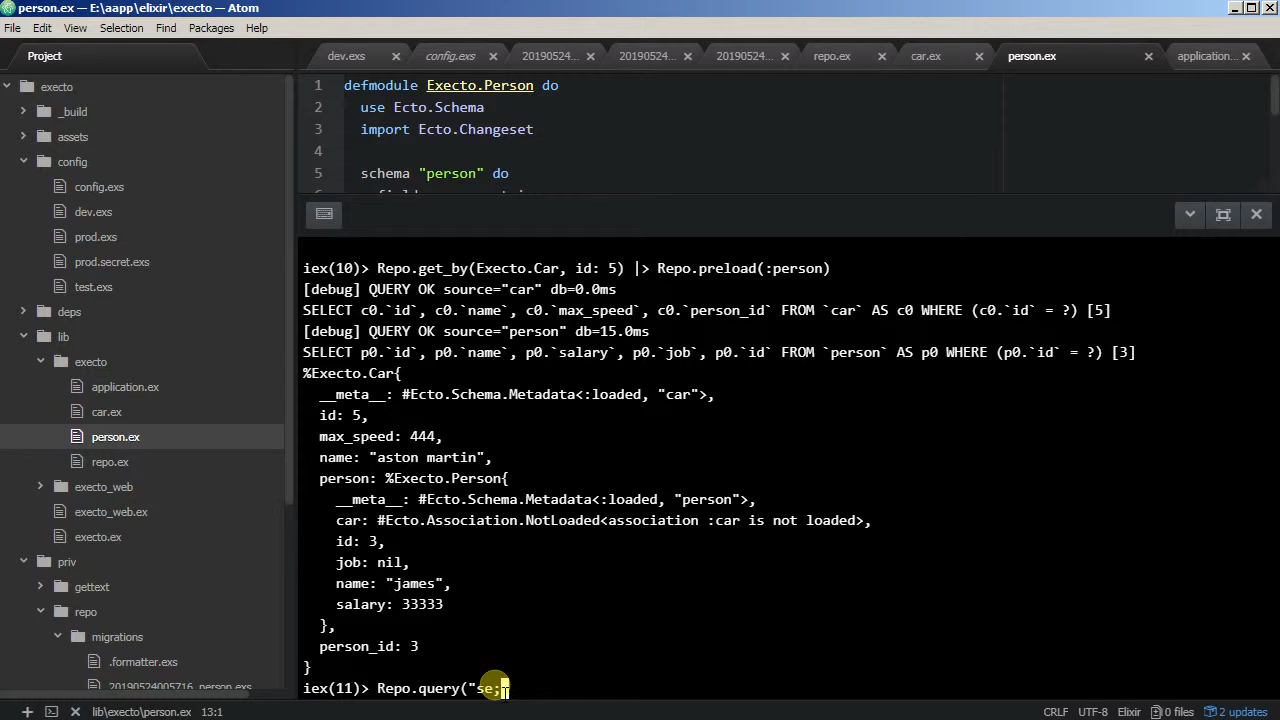 person.ex — E:\aapp\elixir\execto — Atom
File Edit View Selection Find Packages Help
Project
dev.exs config.exs 20190524... 20190524... 20190524... repo.ex car.ex person.ex application....
execto
_build
assets
config
config.exs
dev.exs
prod.exs
prod.secret.exs
test.exs
deps
lib
execto
application.ex
car.ex
person.ex
repo.ex
execto_web
execto_web.ex
execto.ex
priv
gettext
repo
migrations
.formatter.exs
20190524005716_person.exs
1 defmodule Execto.Person do
2 use Ecto.Schema
3 import Ecto.Changeset
4
5 schema "person" do
iex(10)> Repo.get_by(Execto.Car, id: 5) |> Repo.preload(:person)
[debug] QUERY OK source="car" db=0.0ms
SELECT c0.`id`, c0.`name`, c0.`max_speed`, c0.`person_id` FROM `car` AS c0 WHERE (c0.`id` = ?) [5]
[debug] QUERY OK source="person" db=15.0ms
SELECT p0.`id`, p0.`name`, p0.`salary`, p0.`job`, p0.`id` FROM `person` AS p0 WHERE (p0.`id` = ?) [3]
%Execto.Car{
__meta__: #Ecto.Schema.Metadata<:loaded, "car">,
id: 5,
max_speed: 444,
name: "aston martin",
person: %Execto.Person{
__meta__: #Ecto.Schema.Metadata<:loaded, "person">,
car: #Ecto.Association.NotLoaded<association :car is not loaded>,
id: 3,
job: nil,
name: "james",
salary: 33333
},
person_id: 3
}
iex(11)> Repo.query("se;
lib\execto\person.ex 13:1 CRLF UTF-8 Elixir 0 files 2 updates